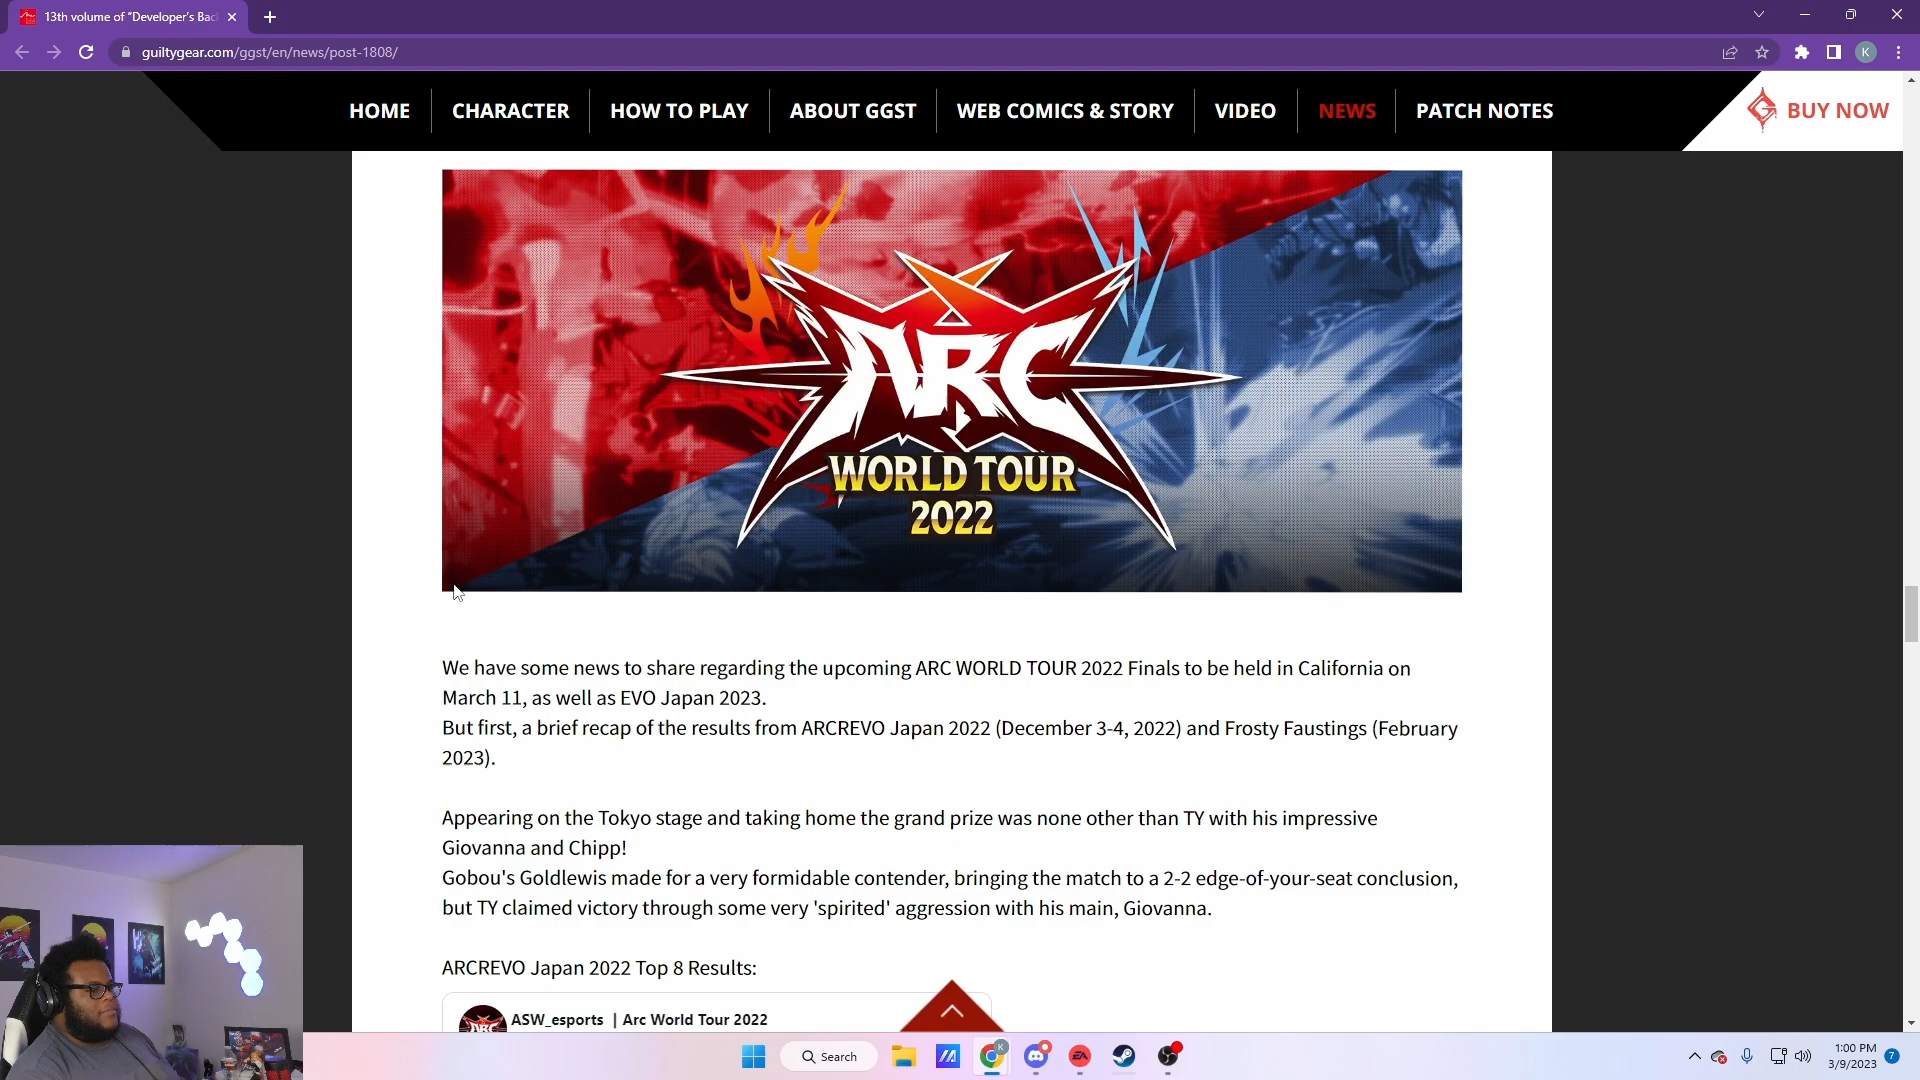 13th volume of "Developer's Bac
guiltygear.com/ggst/en/news/post-1808/
K
HOME
CHARACTER
HOW TO PLAY
ABOUT GGST
WEB COMICS & STORY
VIDEO
NEWS
PATCH NOTES
BUY NOW
ARC
WORLD TOUR
2022
We have some news to share regarding the upcoming ARC WORLD TOUR 2022 Finals to be held in California on
March 11, as well as EVO Japan 2023.
But first, a brief recap of the results from ARCREVO Japan 2022 (December 3-4, 2022) and Frosty Faustings (February
2023).
Appearing on the Tokyo stage and taking home the grand prize was none other than TY with his impressive
Giovanna and Chipp!
Gobou's Goldlewis made for a very formidable contender, bringing the match to a 2-2 edge-of-your-seat conclusion,
but TY claimed victory through some very 'spirited' aggression with his main, Giovanna.
ARCREVO Japan 2022 Top 8 Results:
ARC
ASW_esports | Arc World Tour 2022
Search
K
EA
1:00 PM
3/9/2023
7